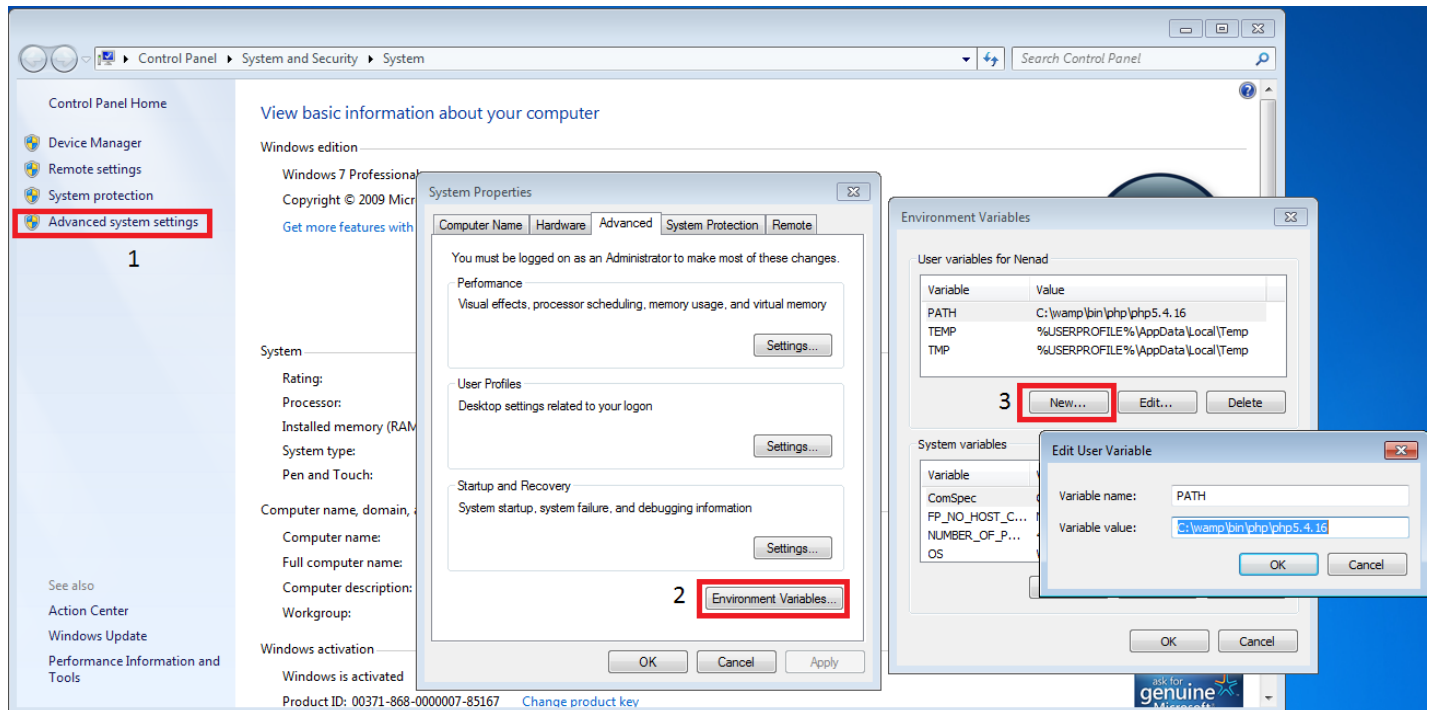 Control Panel
System and Security
System
Search Control Panel
Control Panel Home
Device Manager
Remote settings
System protection
Advanced system settings
1
See also
Action Center
Windows Update
Performance Information and
Tools
View basic information about your computer
Windows edition
Windows 7 Professional
Copyright © 2009 Micr
Get more features with
System
Rating:
Processor:
Installed memory (RAM
System type:
Pen and Touch:
Computer name, domain,
Computer name:
Full computer name:
Computer description:
Workgroup:
Windows activation
Windows is activated
Product ID: 00371-868-0000007-85167 Change product key
ask for
genuine
Microsoft
System Properties
Computer Name Hardware Advanced System Protection Remote
You must be logged on as an Administrator to make most of these changes.
Performance
Visual effects, processor scheduling, memory usage, and virtual memory
Settings...
User Profiles
Desktop settings related to your logon
Settings...
Startup and Recovery
System startup, system failure, and debugging information
Settings...
2 Environment Variables...
OK Cancel Apply
Environment Variables
User variables for Nenad
Variable Value
PATH C:\wamp\bin\php\php5.4.16
TEMP %USERPROFILE%\AppData\Local\Temp
TMP %USERPROFILE%\AppData\Local\Temp
3 New... Edit... Delete
System variables
Variable
ComSpec
FP_NO_HOST_C...
NUMBER_OF_P...
OS
OK Cancel
Edit User Variable
Variable name: PATH
Variable value: C:\wamp\bin\php\php5.4.16
OK Cancel